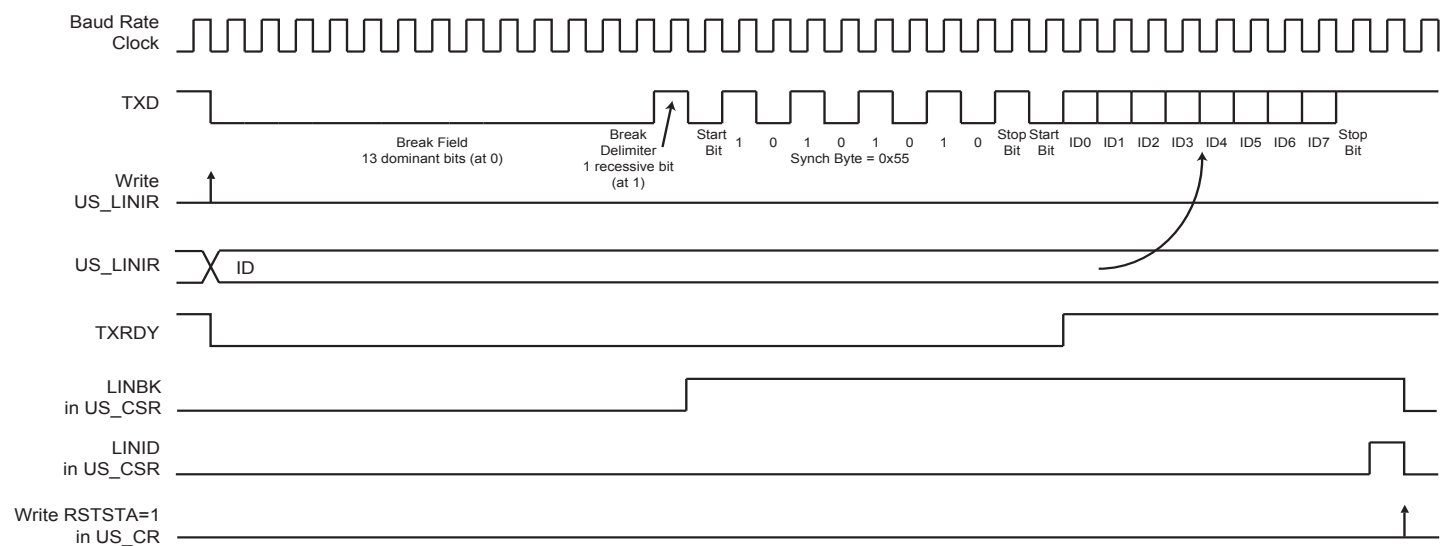 Baud Rate
Clock
TXD
Break Field
13 dominant bits (at 0)
Break
Delimiter
1 recessive bit
(at 1)
Start
Bit
1 0 1 0 1 0 1 0
Synch Byte = 0x55
Stop
Bit
Start
Bit
ID0 ID1 ID2 ID3 ID4 ID5 ID6 ID7
Stop
Bit
Write
US_LINIR
US_LINIR
ID
TXRDY
LINBK
in US_CSR
LINID
in US_CSR
Write RSTSTA=1
in US_CR